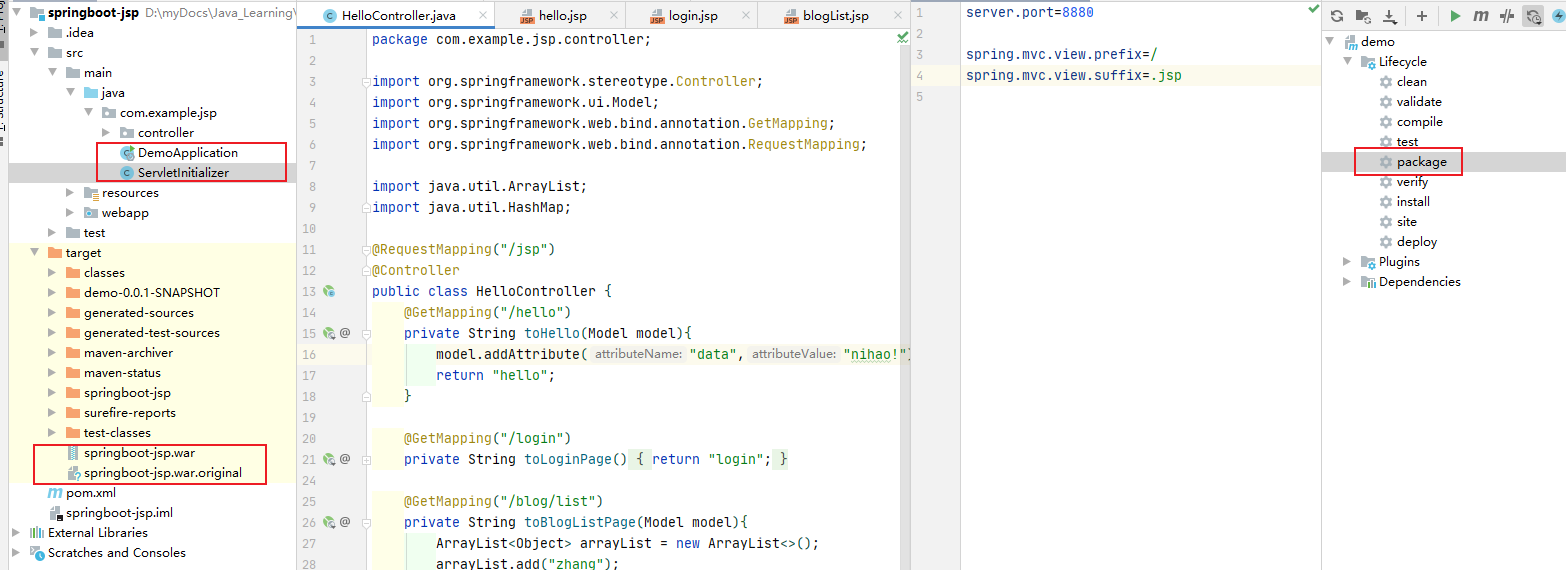 springboot-jsp D:\myDocs\Java_Learning\
.idea
src
main
java
com.example.jsp
controller
DemoApplication
ServletInitializer
resources
webapp
test
target
classes
demo-0.0.1-SNAPSHOT
generated-sources
generated-test-sources
maven-archiver
maven-status
springboot-jsp
surefire-reports
test-classes
springboot-jsp.war
springboot-jsp.war.original
pom.xml
springboot-jsp.iml
External Libraries
Scratches and Consoles
HelloController.java hello.jsp login.jsp blogList.jsp
1 package com.example.jsp.controller;
2
3 import org.springframework.stereotype.Controller;
4 import org.springframework.ui.Model;
5 import org.springframework.web.bind.annotation.GetMapping;
6 import org.springframework.web.bind.annotation.RequestMapping;
7
8 import java.util.ArrayList;
9 import java.util.HashMap;
10
11 @RequestMapping("/jsp")
12 @Controller
13 public class HelloController {
14 @GetMapping("/hello")
15 @ private String toHello(Model model){
16 model.addAttribute( attributeName: "data", attributeValue: "nihao!")
17 return "hello";
18 }
19
20 @GetMapping("/login")
21 @ private String toLoginPage() { return "login"; }
24
25 @GetMapping("/blog/list")
26 @ private String toBlogListPage(Model model){
27 ArrayList<Object> arrayList = new ArrayList<>();
28 arrayList.add("zhang");
1 server.port=8880
2
3 spring.mvc.view.prefix=/
4 spring.mvc.view.suffix=.jsp
5
demo
Lifecycle
clean
validate
compile
test
package
verify
install
site
deploy
Plugins
Dependencies